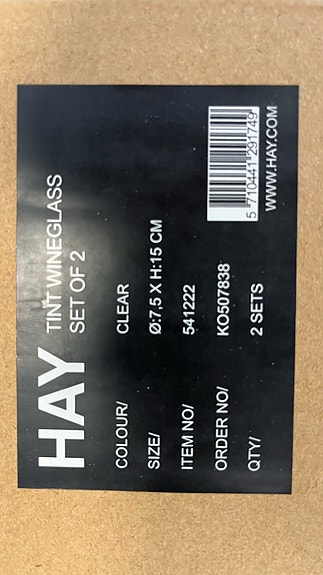 HAY TINT WINEGLASS
SET OF 2
COLOUR/ CLEAR
SIZE/ Ø:7.5 X H:15 CM
ITEM NO/ 541222
ORDER NO/ KO507838
QTY/ 2 SETS
5 710441 291749
WWW.HAY.COM